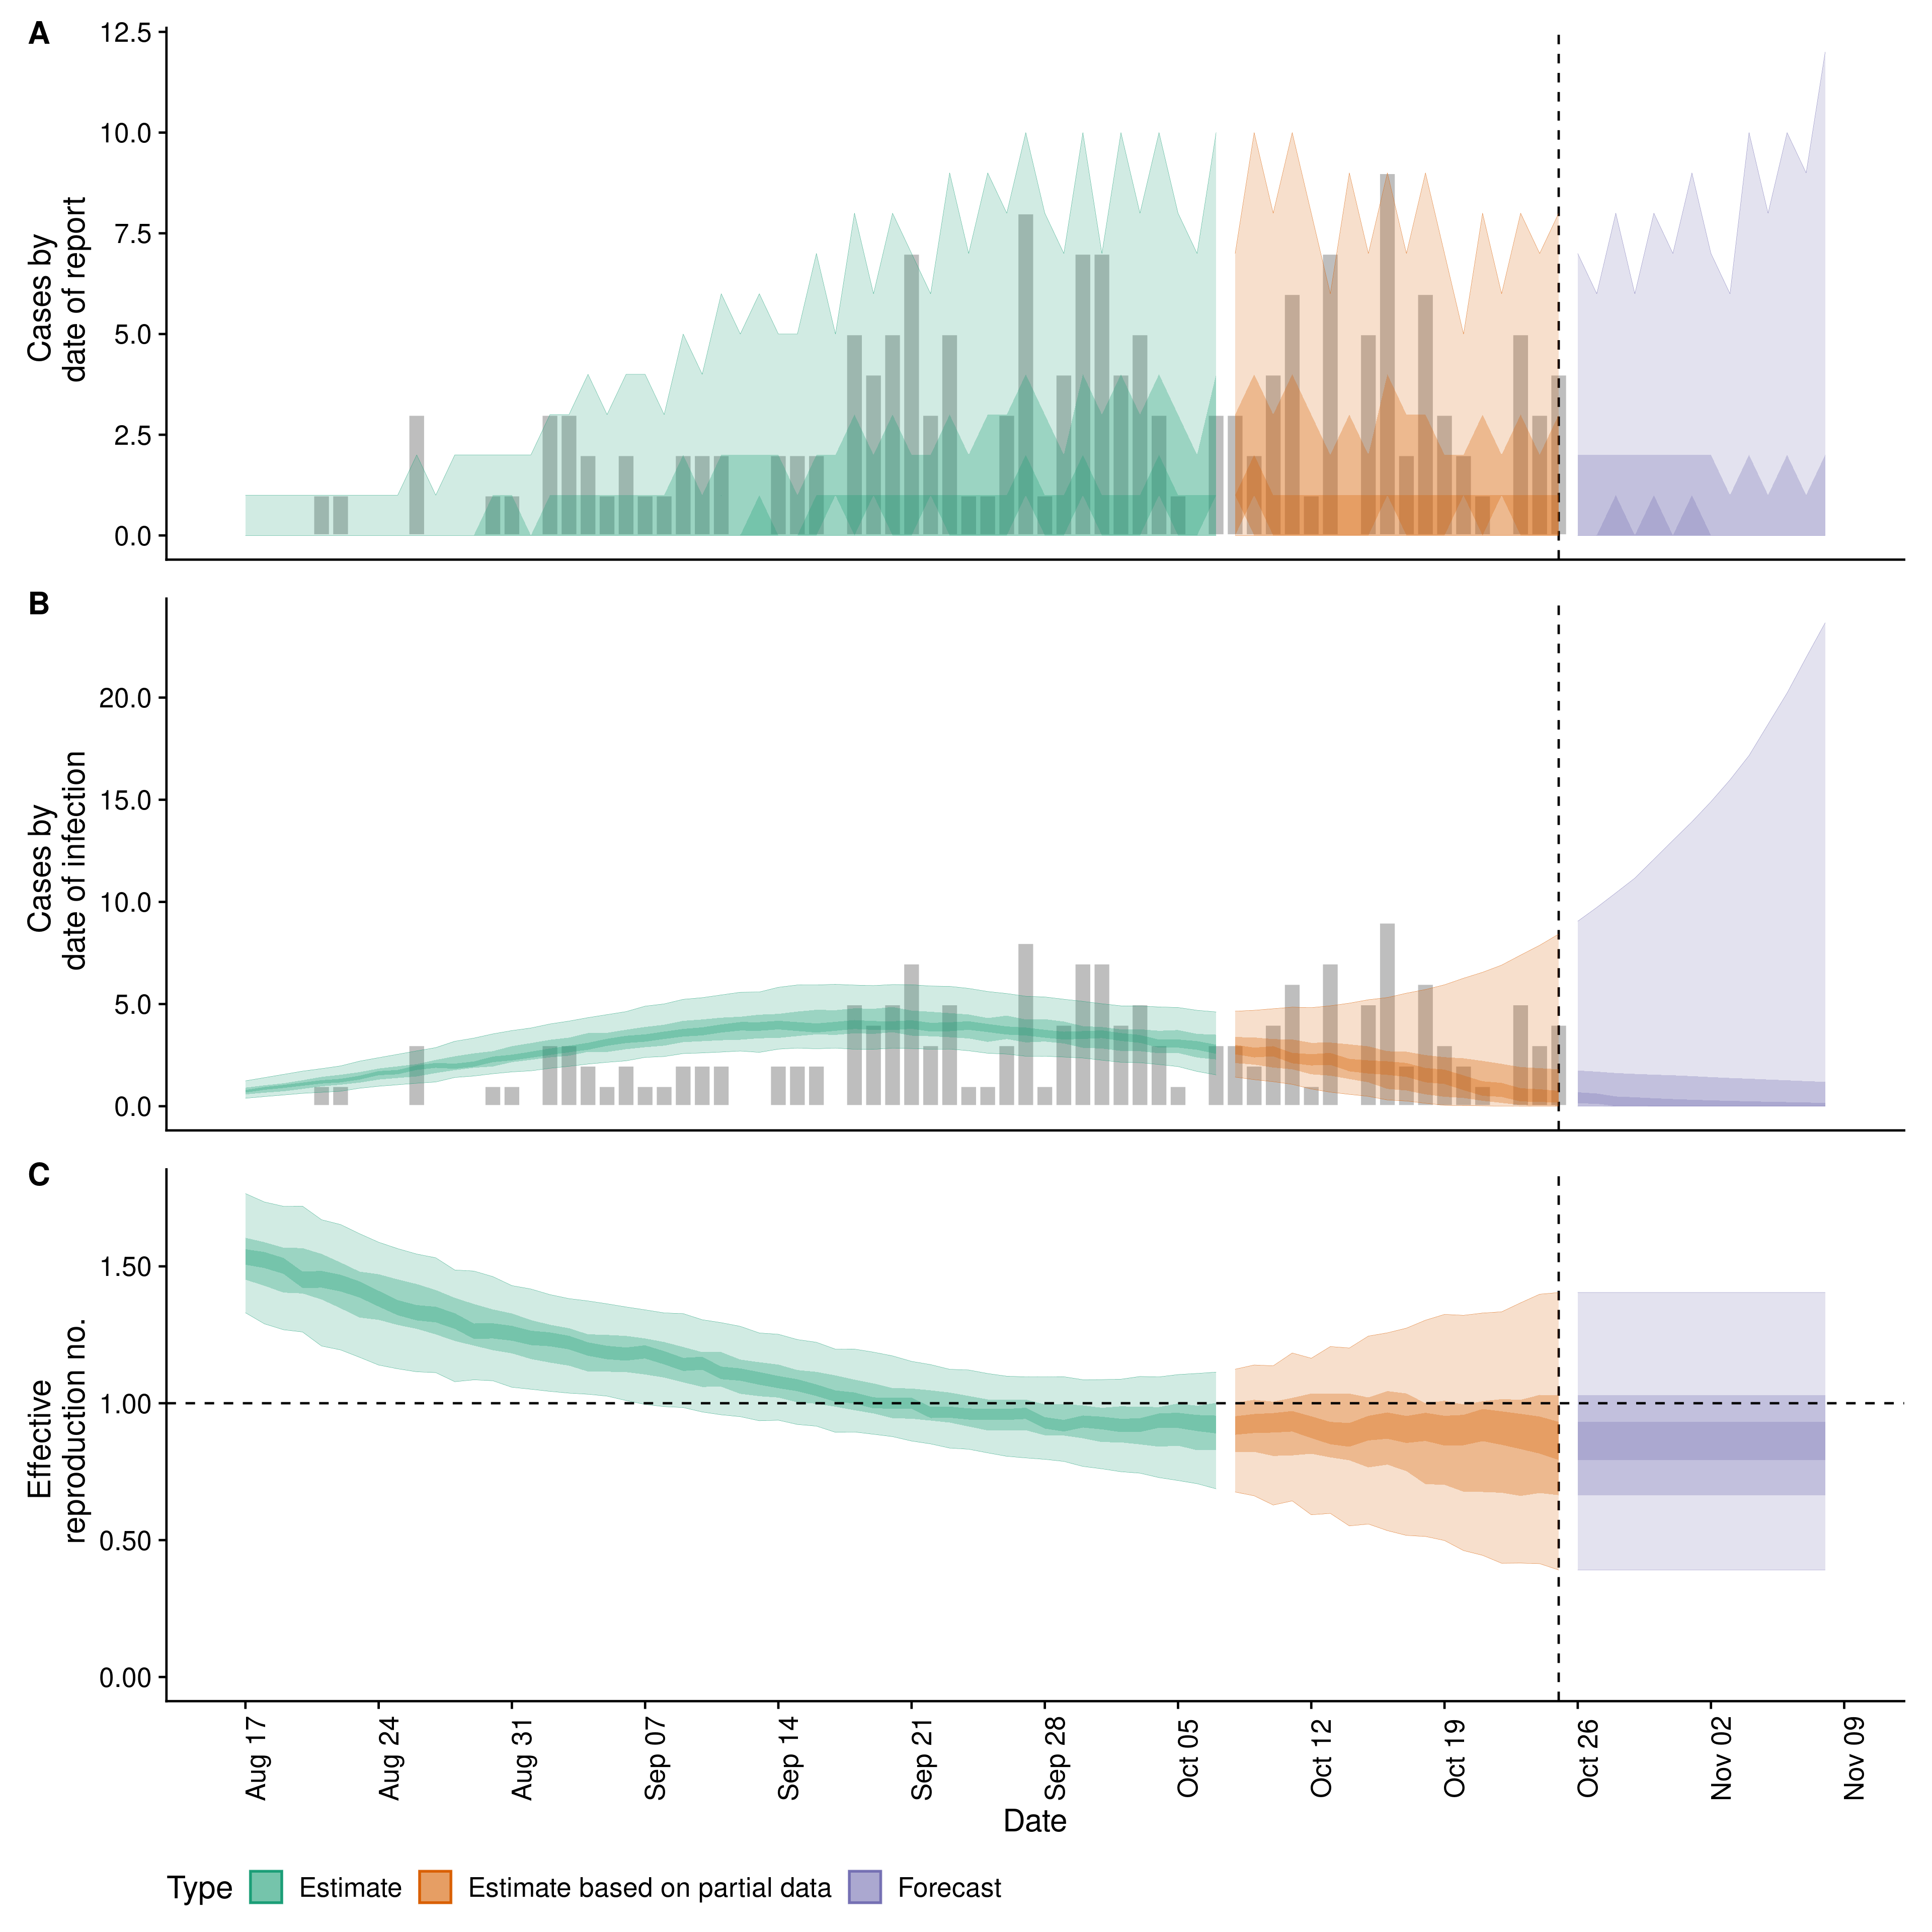 A
Cases by
date of report
12.5
10.0
7.5
5.0
2.5
0.0
B
Cases by
date of infection
20.0
15.0
10.0
5.0
0.0
C
Effective
reproduction no.
1.50
1.00
0.50
0.00
Aug 17
Aug 24
Aug 31
Sep 07
Sep 14
Sep 21
Sep 28
Oct 05
Oct 12
Oct 19
Oct 26
Nov 02
Nov 09
Date
Type
Estimate
Estimate based on partial data
Forecast